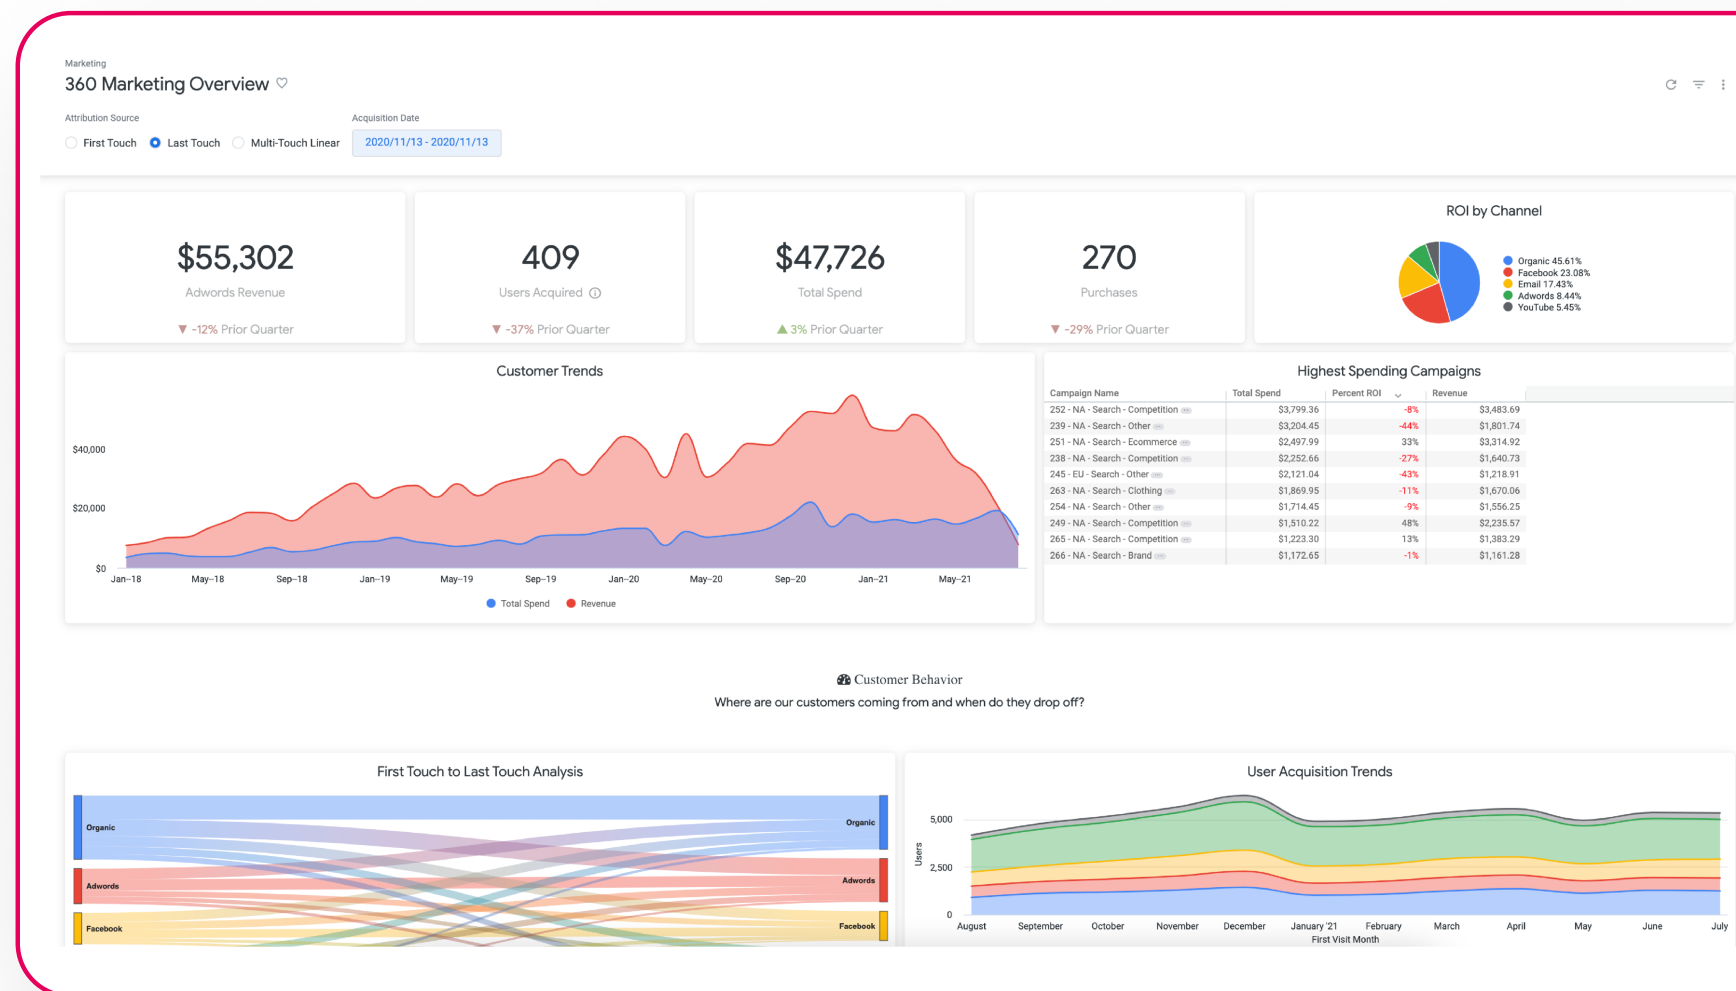 Marketing
360 Marketing Overview
Attribution Source
Acquisition Date
First Touch
Last Touch
Multi-Touch Linear
2020/11/13 - 2020/11/13
$55,302
Adwords Revenue
▼ -12% Prior Quarter
409
Users Acquired
▼ -37% Prior Quarter
$47,726
Total Spend
▲ 3% Prior Quarter
270
Purchases
▼ -29% Prior Quarter
ROI by Channel
Organic 45.61%
Facebook 23.08%
Email 17.43%
Adwords 8.44%
YouTube 5.45%
Customer Trends
$40,000
$20,000
$0
Jan–18 May–18 Sep–18 Jan–19 May–19 Sep–19 Jan–20 May–20 Sep–20 Jan–21 May–21
Total Spend Revenue
Highest Spending Campaigns
Campaign Name Total Spend Percent ROI Revenue
252 - NA - Search - Competition $3,799.36 -8% $3,483.69
239 - NA - Search - Other $3,204.45 -44% $1,801.74
251 - NA - Search - Ecommerce $2,497.99 33% $3,314.92
238 - NA - Search - Competition $2,252.66 -27% $1,640.73
245 - EU - Search - Other $2,121.04 -43% $1,218.91
263 - NA - Search - Clothing $1,869.95 -11% $1,670.06
254 - NA - Search - Other $1,714.45 -9% $1,556.25
249 - NA - Search - Competition $1,510.22 48% $2,235.57
265 - NA - Search - Competition $1,223.30 13% $1,383.29
266 - NA - Search - Brand $1,172.65 -1% $1,161.28
Customer Behavior
Where are our customers coming from and when do they drop off?
First Touch to Last Touch Analysis
Organic
Adwords
Facebook
Organic
Adwords
Facebook
User Acquisition Trends
Users
5,000
2,500
0
August September October November December January '21 February March April May June July
First Visit Month